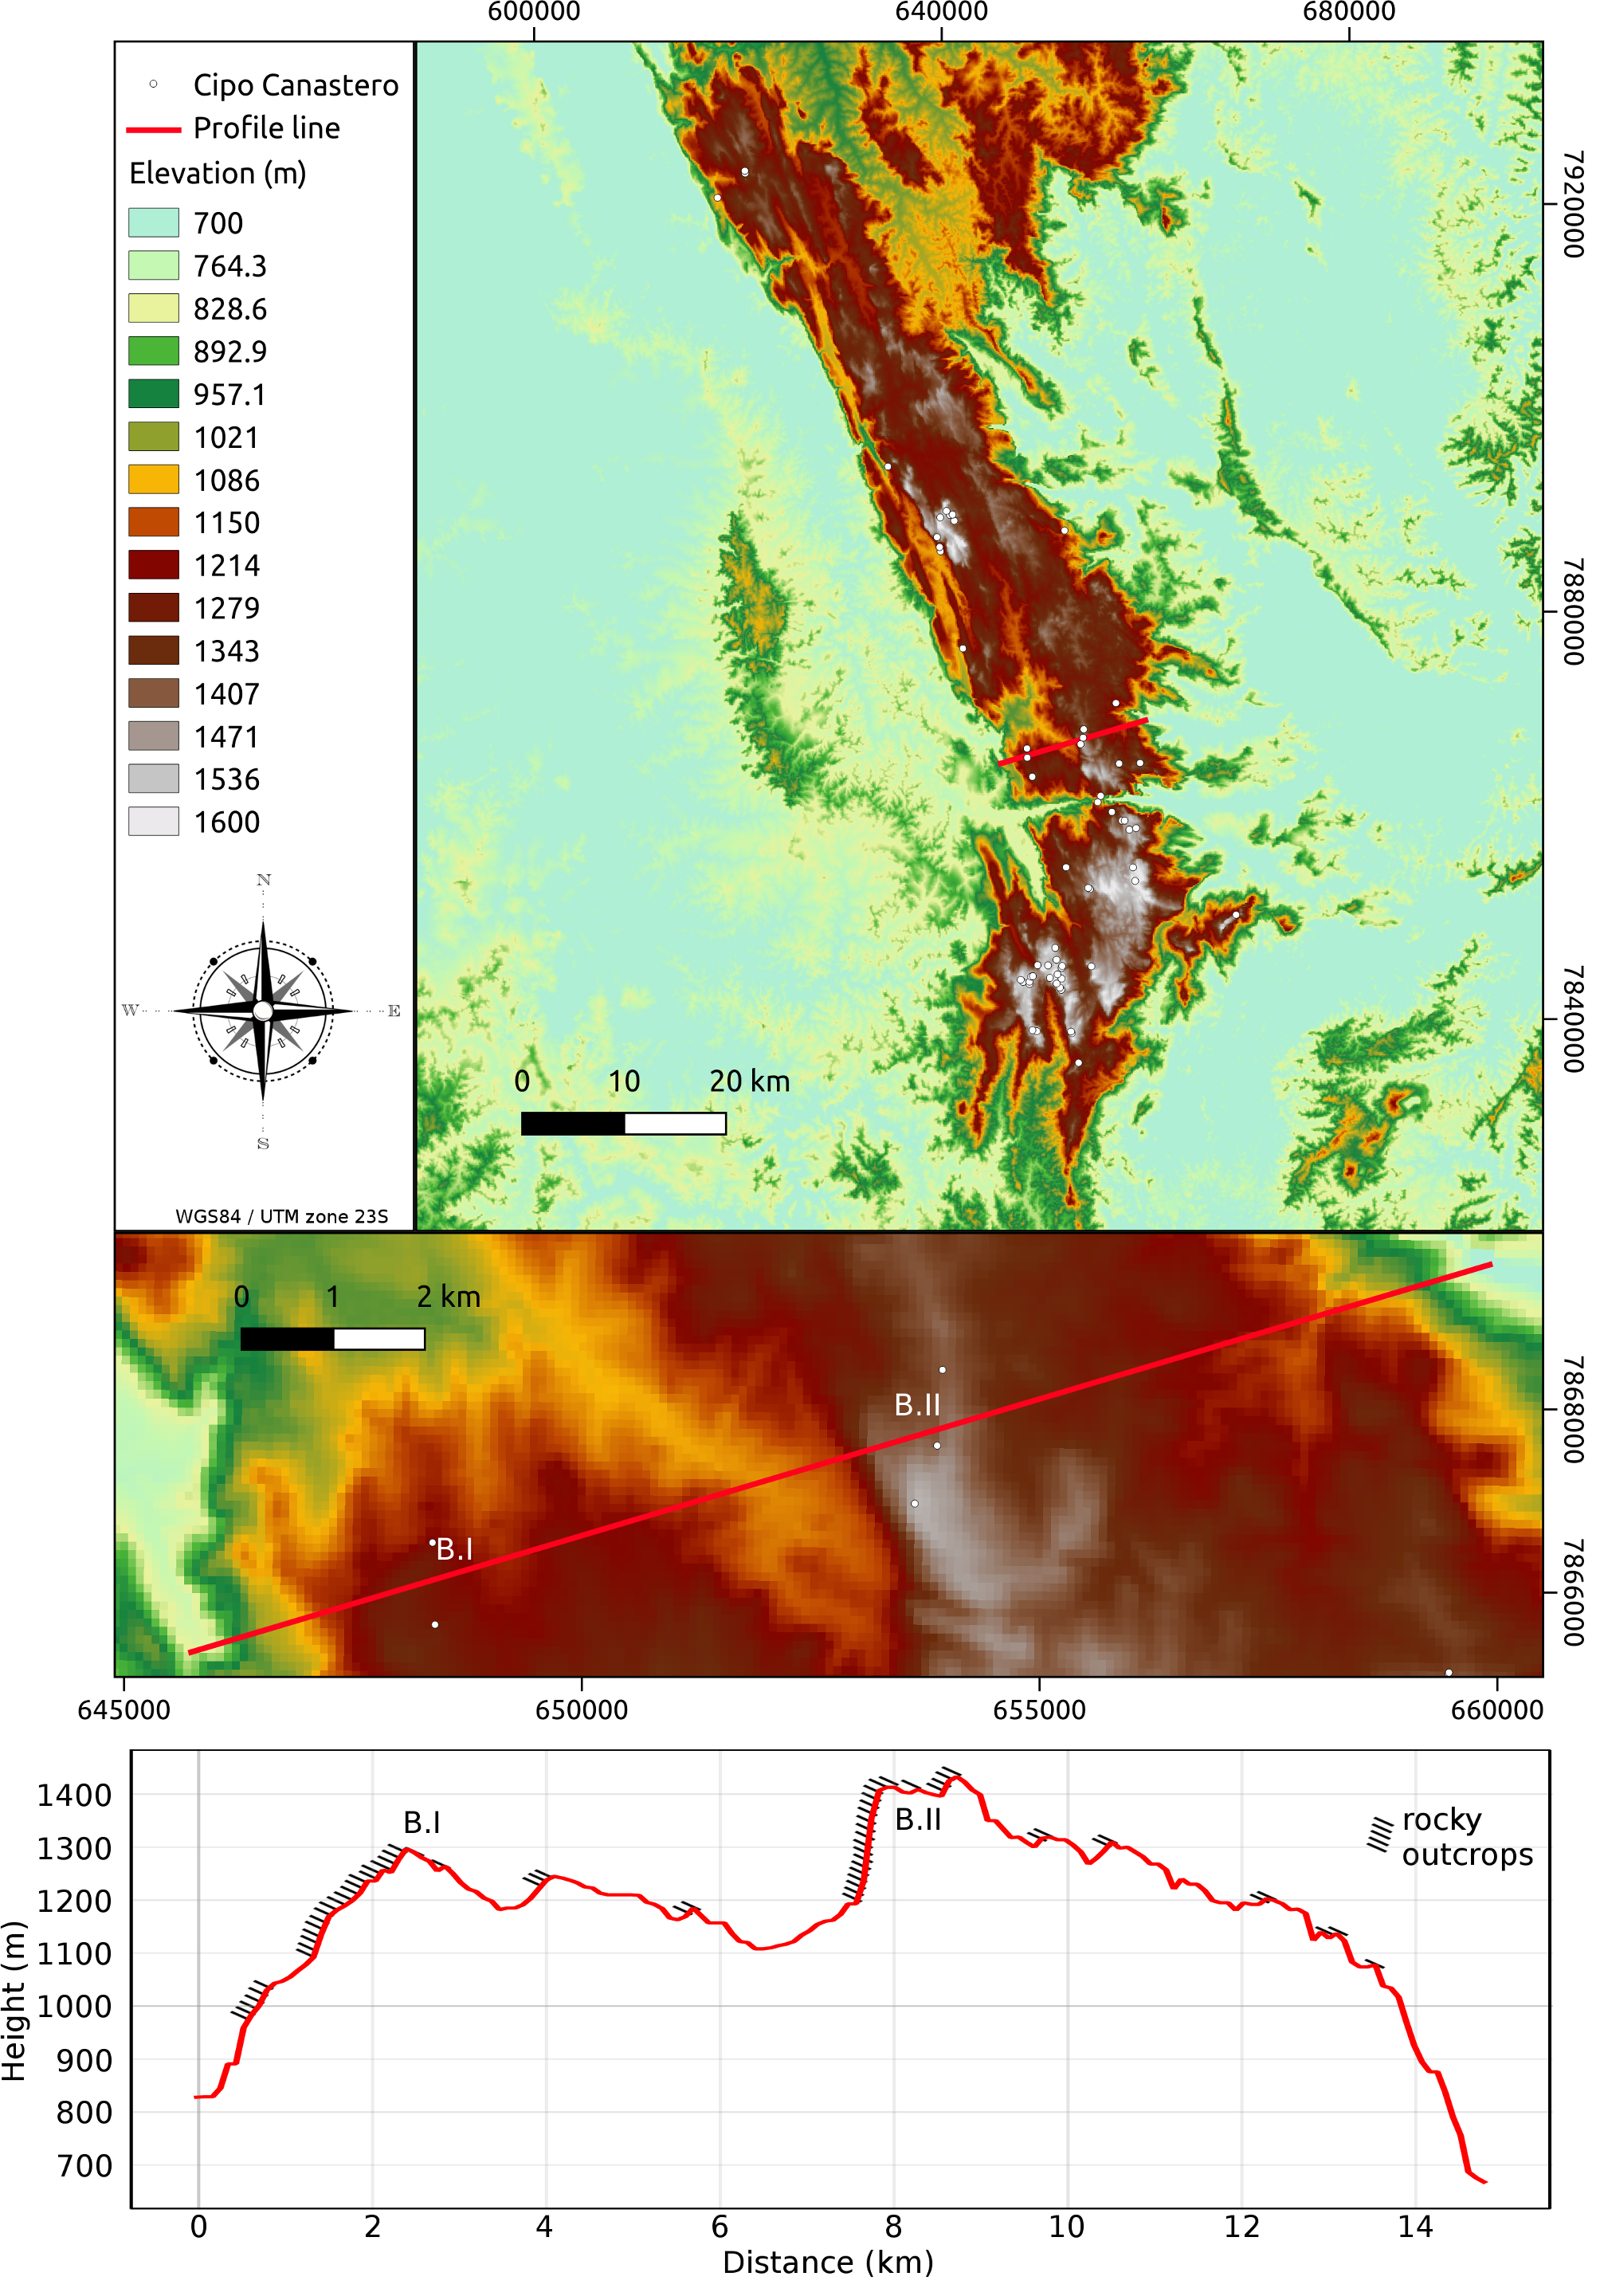 600000 640000 680000
Cipo Canastero
Profile line
Elevation (m)
700
764.3
828.6
892.9
957.1
1021
1086
1150
1214
1279
1343
1407
1471
1536
1600
N
W E
S
WGS84 / UTM zone 23S
0 10 20 km
7920000
7880000
7840000
0 1 2 km
B.II
B.I
7868000
7866000
645000 650000 655000 660000
1400
1300
1200
1100
1000
900
800
700
Height (m)
B.I
B.II
rocky
outcrops
0 2 4 6 8 10 12 14
Distance (km)